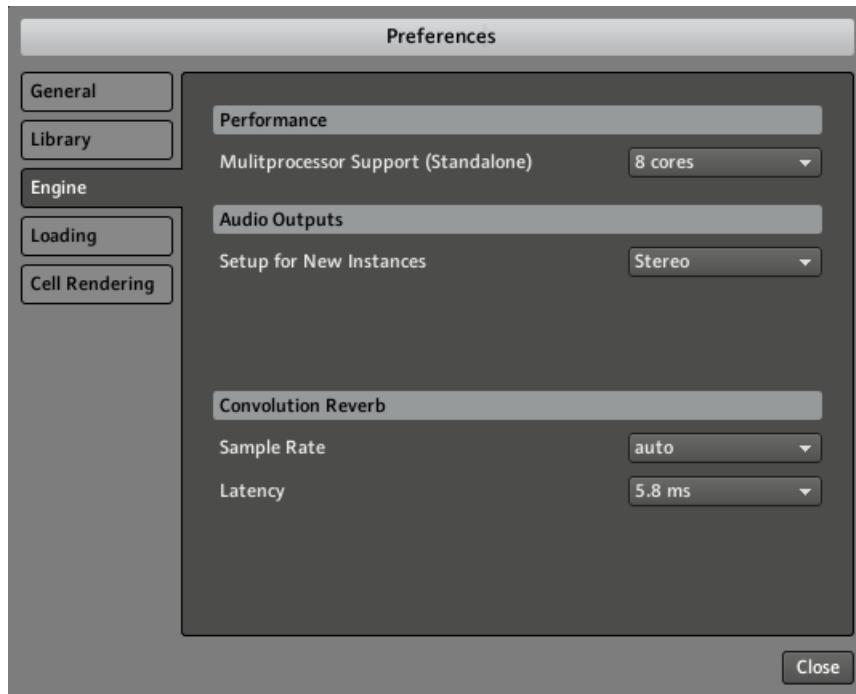 Preferences
General
Library
Engine
Loading
Cell Rendering
Performance
Mulitprocessor Support (Standalone) 8 cores
Audio Outputs
Setup for New Instances Stereo
Convolution Reverb
Sample Rate auto
Latency 5.8 ms
Close